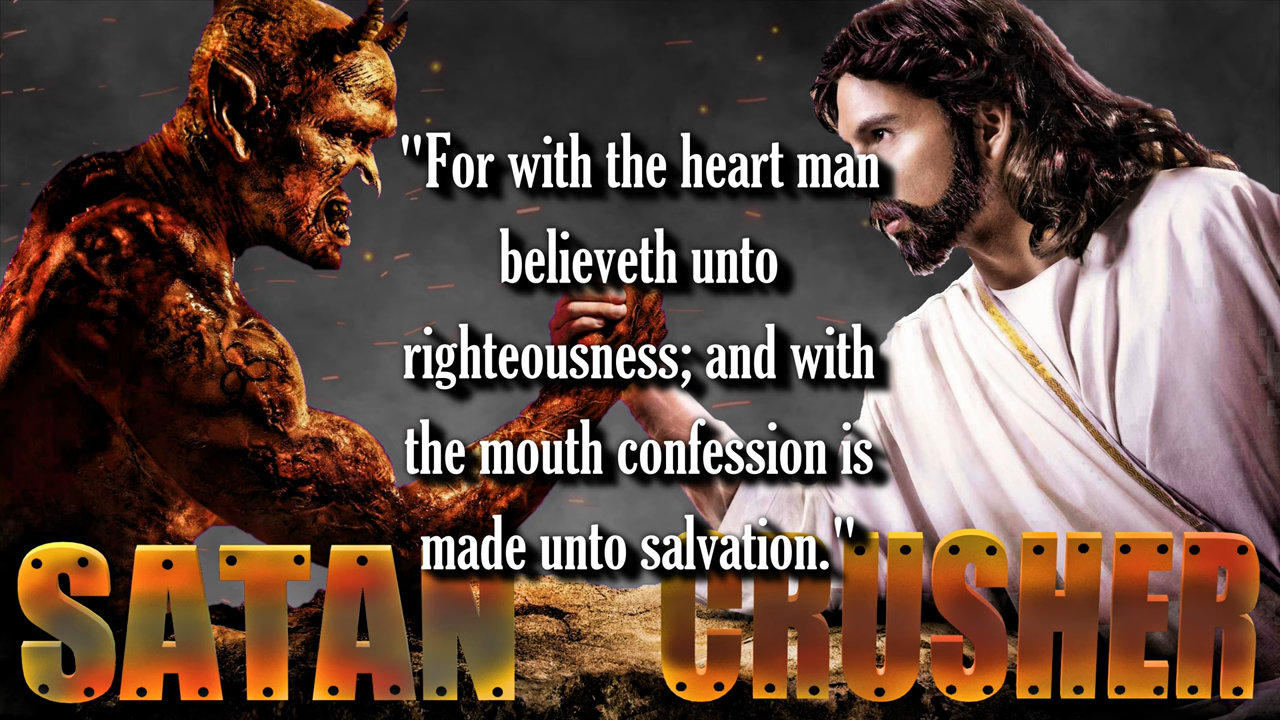 "For with the heart man
believeth unto
righteousness; and with
the mouth confession is
made unto salvation."
SATAN CRUSHER